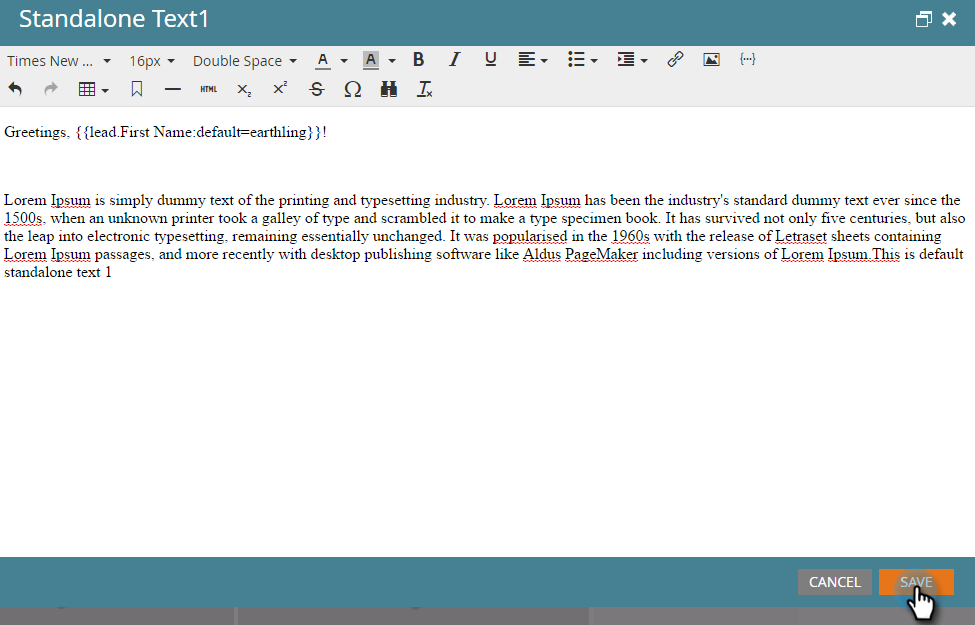 Standalone Text1
Times New ... 16px Double Space A A B I U
HTML X₂ X² S Ω Tx
Greetings, {{lead.First Name:default=earthling}}!
Lorem Ipsum is simply dummy text of the printing and typesetting industry. Lorem Ipsum has been the industry's standard dummy text ever since the
1500s, when an unknown printer took a galley of type and scrambled it to make a type specimen book. It has survived not only five centuries, but also
the leap into electronic typesetting, remaining essentially unchanged. It was popularised in the 1960s with the release of Letraset sheets containing
Lorem Ipsum passages, and more recently with desktop publishing software like Aldus PageMaker including versions of Lorem Ipsum.This is default
standalone text 1
CANCEL SAVE